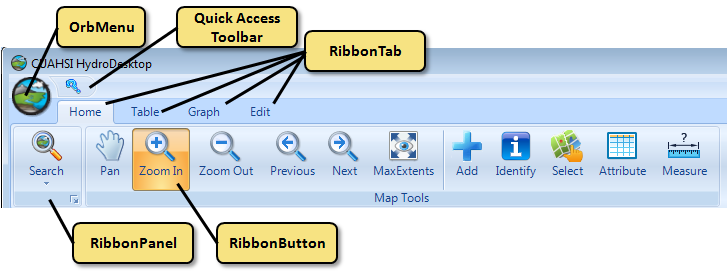 OrbMenu
Quick Access
Toolbar
RibbonTab
CUAHSI HydroDesktop
Home Table Graph Edit
?
Search Pan Zoom In Zoom Out Previous Next MaxExtents Add Identify Select Attribute Measure
Map Tools
RibbonPanel RibbonButton